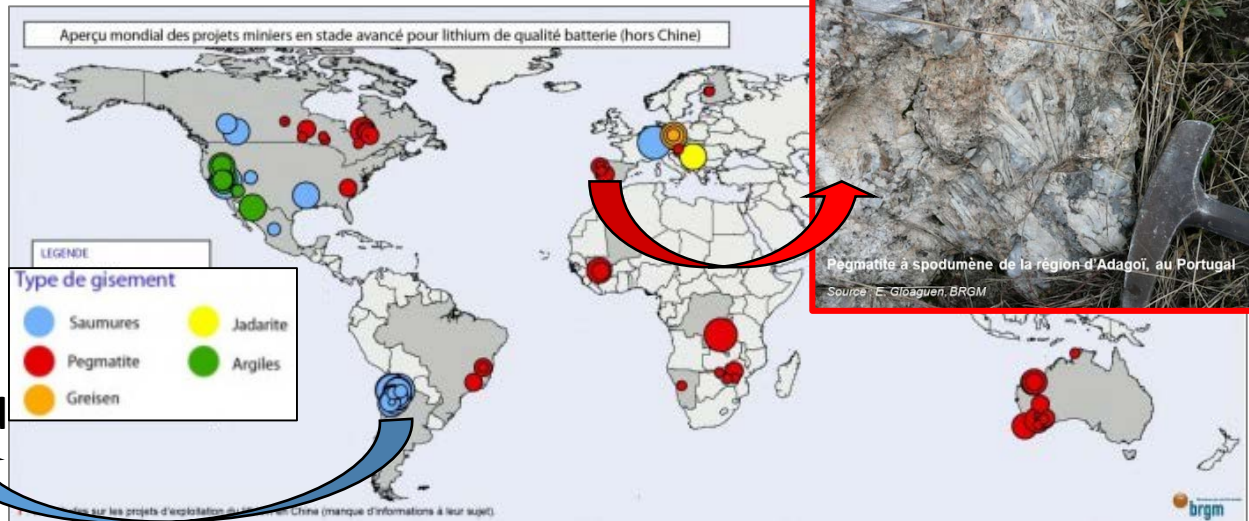 Aperçu mondial des projets miniers en stade avancé pour lithium de qualité batterie (hors Chine)
Pegmatite à spodumène de la région d'Adagoï, au Portugal
Source : E. Gloaguen, BRGM
LEGENDE
Type de gisement
Saumures
Jadarite
Pegmatite
Argiles
Greisen
sur les projets d'exploitation du en Chine (manque d'informations à leur sujet).
brgm